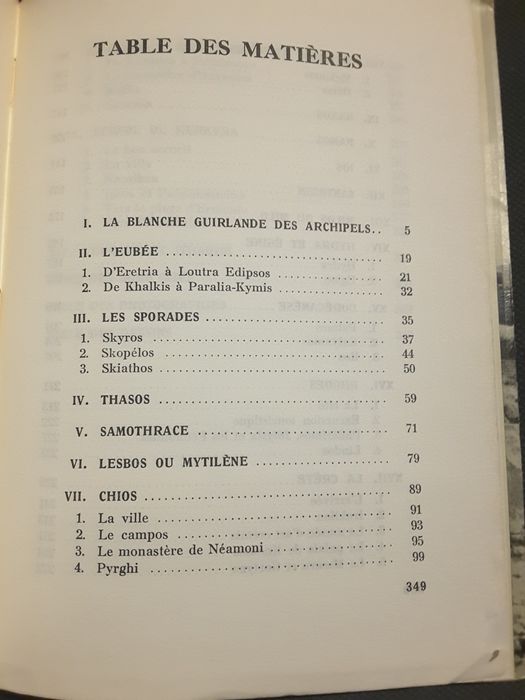 TABLE DES MATIÈRES
I. LA BLANCHE GUIRLANDE DES ARCHIPELS.. 5
II. L'EUBÉE 19
1. D'Eretria à Loutra Edipsos 21
2. De Khalkis à Paralia-Kymis 32
III. LES SPORADES 35
1. Skyros 37
2. Skopélos 44
3. Skiathos 50
IV. THASOS 59
V. SAMOTHRACE 71
VI. LESBOS OU MYTILÈNE 79
VII. CHIOS 89
1. La ville 91
2. Le campos 93
3. Le monastère de Néamoni 95
4. Pyrghi 99
349